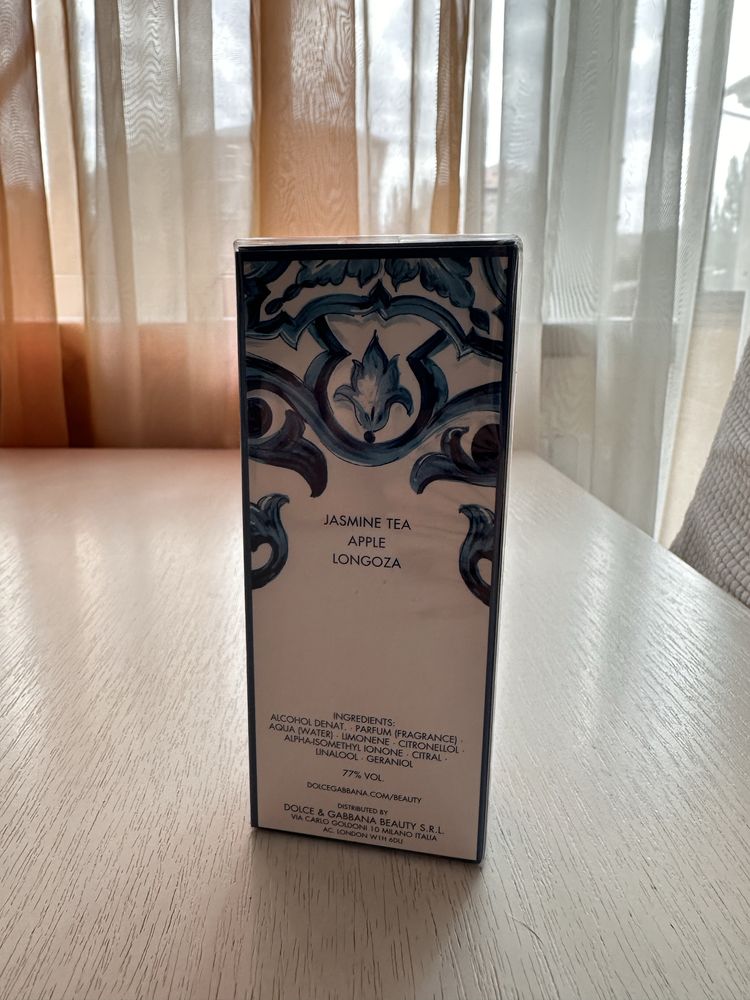 JASMINE TEA
APPLE
LONGOZA
INGREDIENTS:
ALCOHOL DENAT. · PARFUM (FRAGRANCE) ·
AQUA (WATER) · LIMONENE · CITRONELLOL ·
ALPHA-ISOMETHYL IONONE · CITRAL ·
LINALOOL · GERANIOL
77% VOL.
DOLCEGABBANA.COM/BEAUTY
DISTRIBUTED BY
DOLCE & GABBANA BEAUTY S.R.L.
VIA CARLO GOLDONI 10 MILANO ITALIA
AC. LONDON W1H 6DU